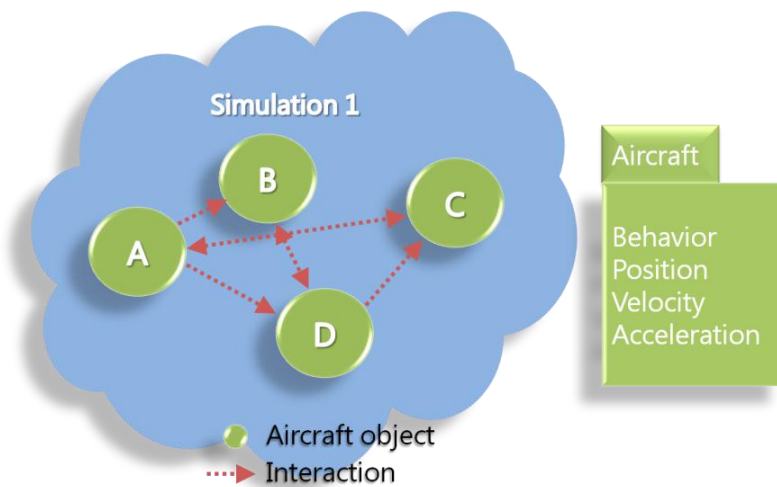 Simulation 1
B
C
A
D
Aircraft object
Interaction
Aircraft
Behavior
Position
Velocity
Acceleration